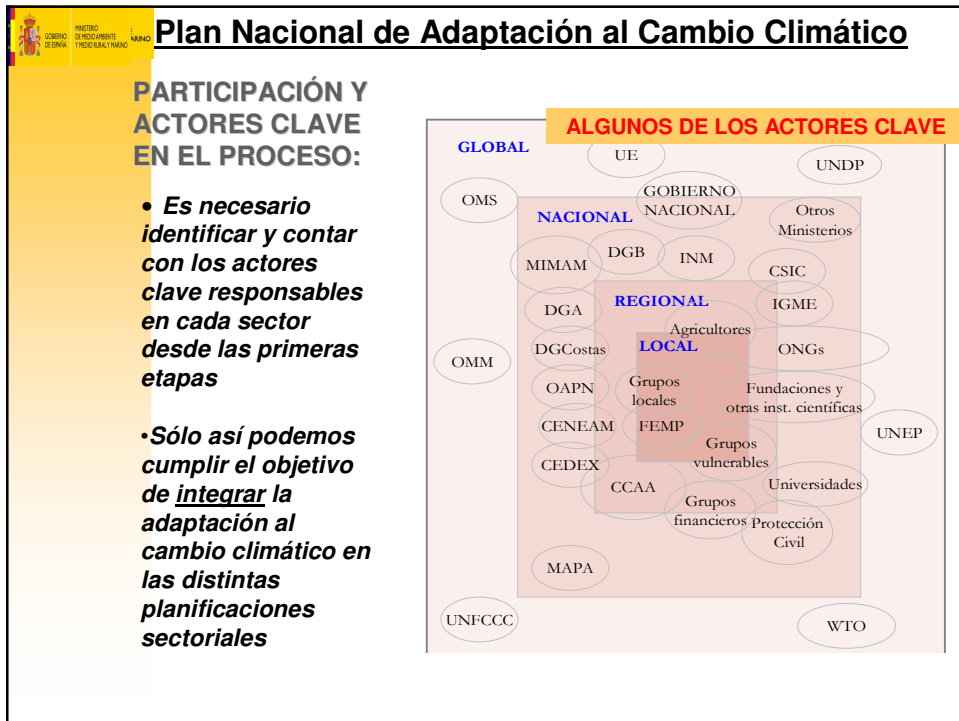 GOBIERNO
DE ESPAÑA
MINISTERIO
DE MEDIO AMBIENTE
Y MEDIO RURAL Y MARINO
MARINO
Plan Nacional de Adaptación al Cambio Climático
PARTICIPACIÓN Y
ACTORES CLAVE
EN EL PROCESO:
• Es necesario
identificar y contar
con los actores
clave responsables
en cada sector
desde las primeras
etapas
•Sólo así podemos
cumplir el objetivo
de integrar la
adaptación al
cambio climático en
las distintas
planificaciones
sectoriales
ALGUNOS DE LOS ACTORES CLAVE
GLOBAL
UE
UNDP
OMS
GOBIERNO
NACIONAL
NACIONAL
Otros
Ministerios
MIMAM
DGB
INM
CSIC
REGIONAL
IGME
DGA
Agricultores
LOCAL
DGCostas
ONGs
OMM
OAPN
Grupos
locales
Fundaciones y
otras inst. científicas
CENEAM
FEMP
UNEP
Grupos
vulnerables
CEDEX
CCAA
Universidades
Grupos
financieros
Protección
Civil
MAPA
UNFCCC
WTO